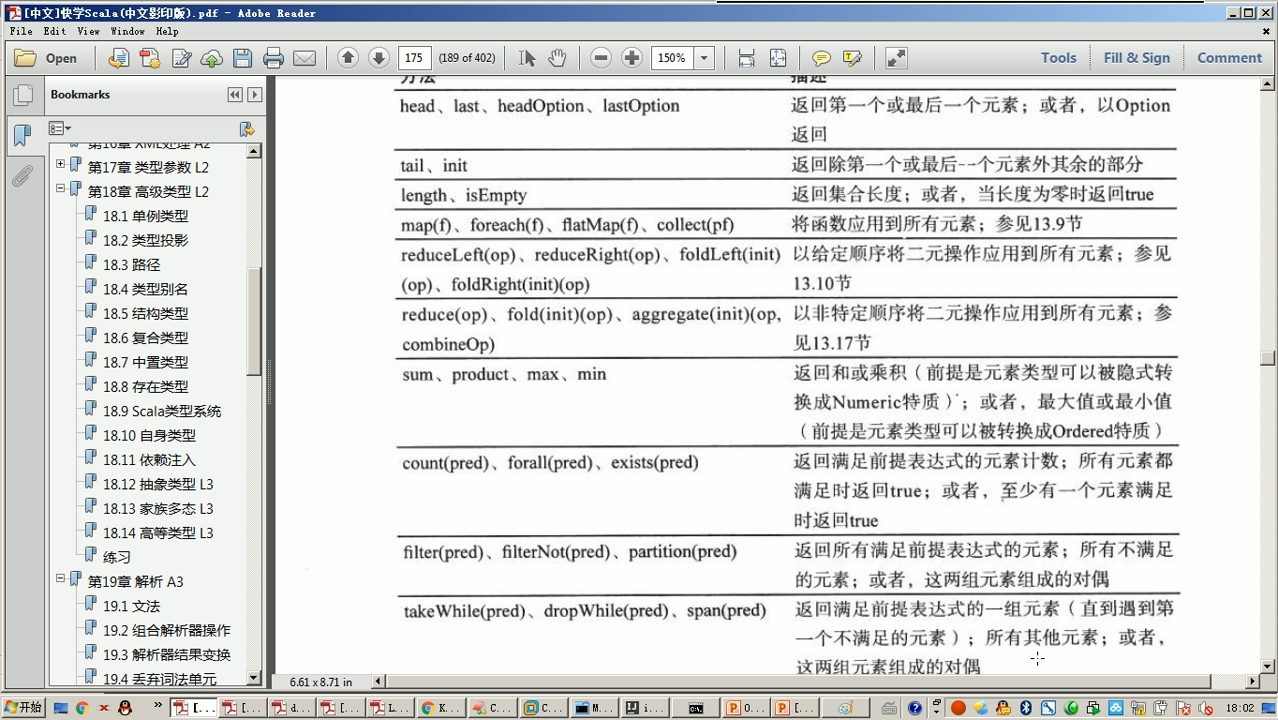 [中文]快学Scala(中文影印版).pdf - Adobe Reader
File Edit View Window Help
Open 175 (189 of 402) 150% Tools Fill & Sign Comment
Bookmarks
第16章 XML处理 A2
第17章 类型参数 L2
第18章 高级类型 L2
18.1 单例类型
18.2 类型投影
18.3 路径
18.4 类型别名
18.5 结构类型
18.6 复合类型
18.7 中置类型
18.8 存在类型
18.9 Scala类型系统
18.10 自身类型
18.11 依赖注入
18.12 抽象类型 L3
18.13 家族多态 L3
18.14 高等类型 L3
练习
第19章 解析 A3
19.1 文法
19.2 组合解析器操作
19.3 解析器结果变换
19.4 丢弃词法单元
方法 描述
head、last、headOption、lastOption 返回第一个或最后一个元素；或者，以Option
返回
tail、init 返回除第一个或最后一个元素外其余的部分
length、isEmpty 返回集合长度；或者，当长度为零时返回true
map(f)、foreach(f)、flatMap(f)、collect(pf) 将函数应用到所有元素；参见13.9节
reduceLeft(op)、reduceRight(op)、foldLeft(init) 以给定顺序将二元操作应用到所有元素；参见
(op)、foldRight(init)(op) 13.10节
reduce(op)、fold(init)(op)、aggregate(init)(op, 以非特定顺序将二元操作应用到所有元素；参
combineOp) 见13.17节
sum、product、max、min 返回和或乘积（前提是元素类型可以被隐式转
换成Numeric特质）；或者，最大值或最小值
（前提是元素类型可以被转换成Ordered特质）
count(pred)、forall(pred)、exists(pred) 返回满足前提表达式的元素计数；所有元素都
满足时返回true；或者，至少有一个元素满足
时返回true
filter(pred)、filterNot(pred)、partition(pred) 返回所有满足前提表达式的元素；所有不满足
的元素；或者，这两组元素组成的对偶
takeWhile(pred)、dropWhile(pred)、span(pred) 返回满足前提表达式的一组元素（直到遇到第
一个不满足的元素）；所有其他元素；或者，
这两组元素组成的对偶
6.61 x 8.71 in
开始 [... [... d... [... L... K... C... C... M... i... O... [... 18:02